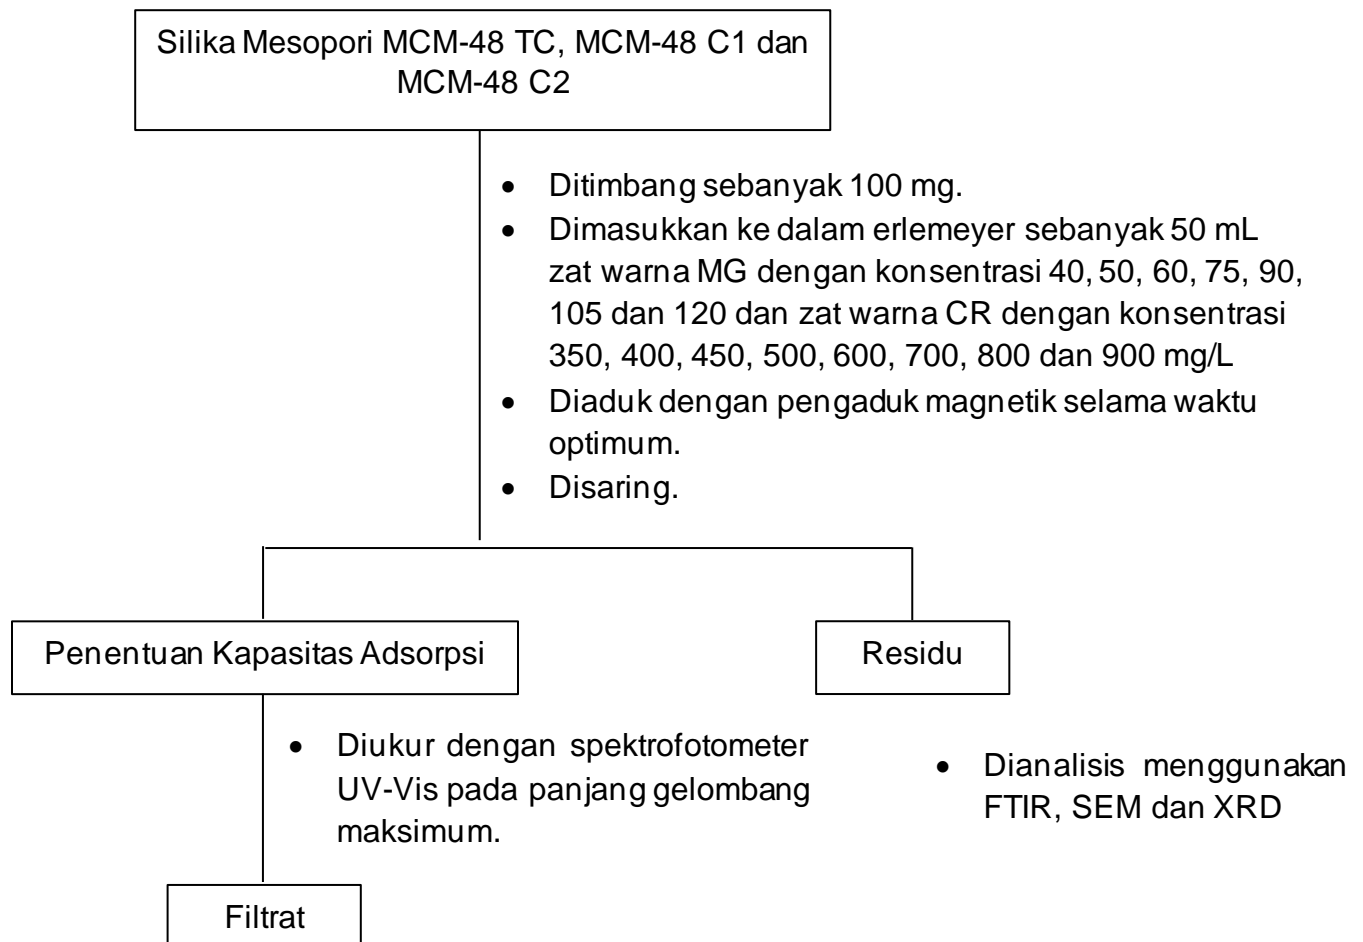 Silika Mesopori MCM-48 TC, MCM-48 C1 dan
MCM-48 C2
• Ditimbang sebanyak 100 mg.
• Dimasukkan ke dalam erlemeyer sebanyak 50 mL
zat warna MG dengan konsentrasi 40, 50, 60, 75, 90,
105 dan 120 dan zat warna CR dengan konsentrasi
350, 400, 450, 500, 600, 700, 800 dan 900 mg/L
• Diaduk dengan pengaduk magnetik selama waktu
optimum.
• Disaring.
Penentuan Kapasitas Adsorpsi
Residu
• Diukur dengan spektrofotometer
UV-Vis pada panjang gelombang
maksimum.
• Dianalisis menggunakan
FTIR, SEM dan XRD
Filtrat